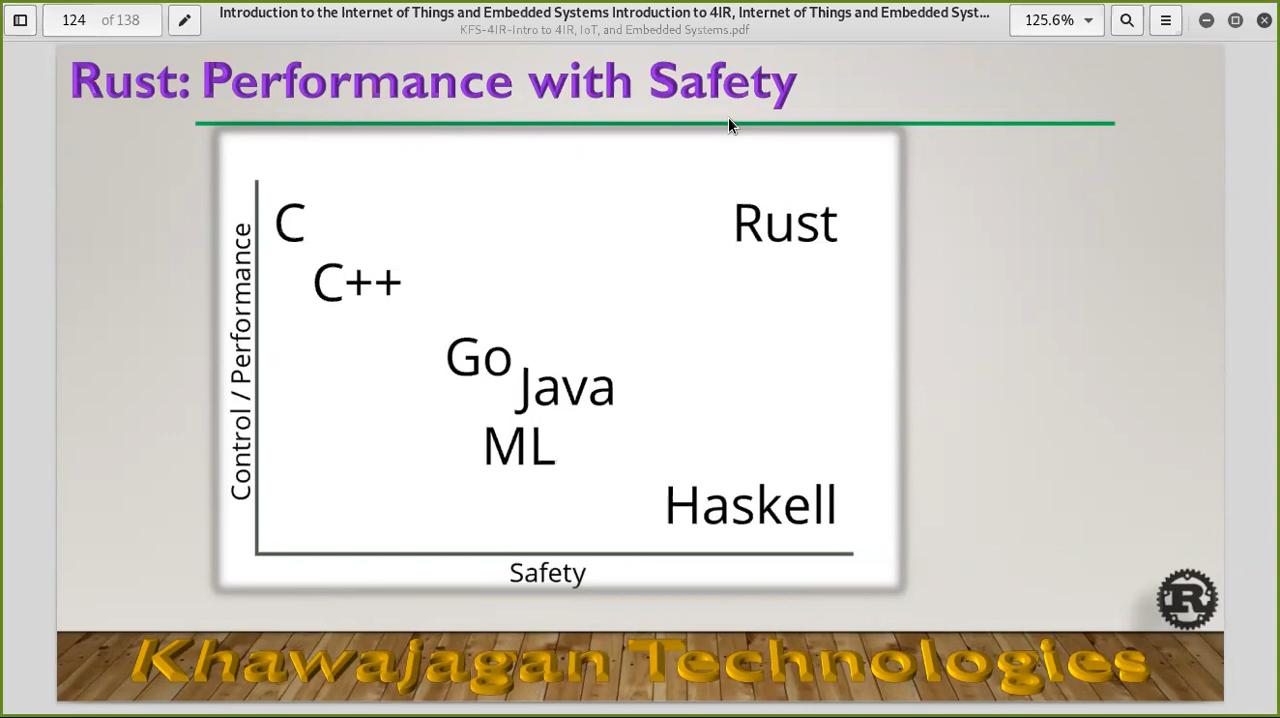 124 of 138
Introduction to the Internet of Things and Embedded Systems Introduction to 4IR, Internet of Things and Embedded Syst...
KFS-4IR-Intro to 4IR, IoT, and Embedded Systems.pdf
125.6%
Rust: Performance with Safety
Control / Performance
C
Rust
C++
Go
Java
ML
Haskell
Safety
R
Khawajagan Technologies